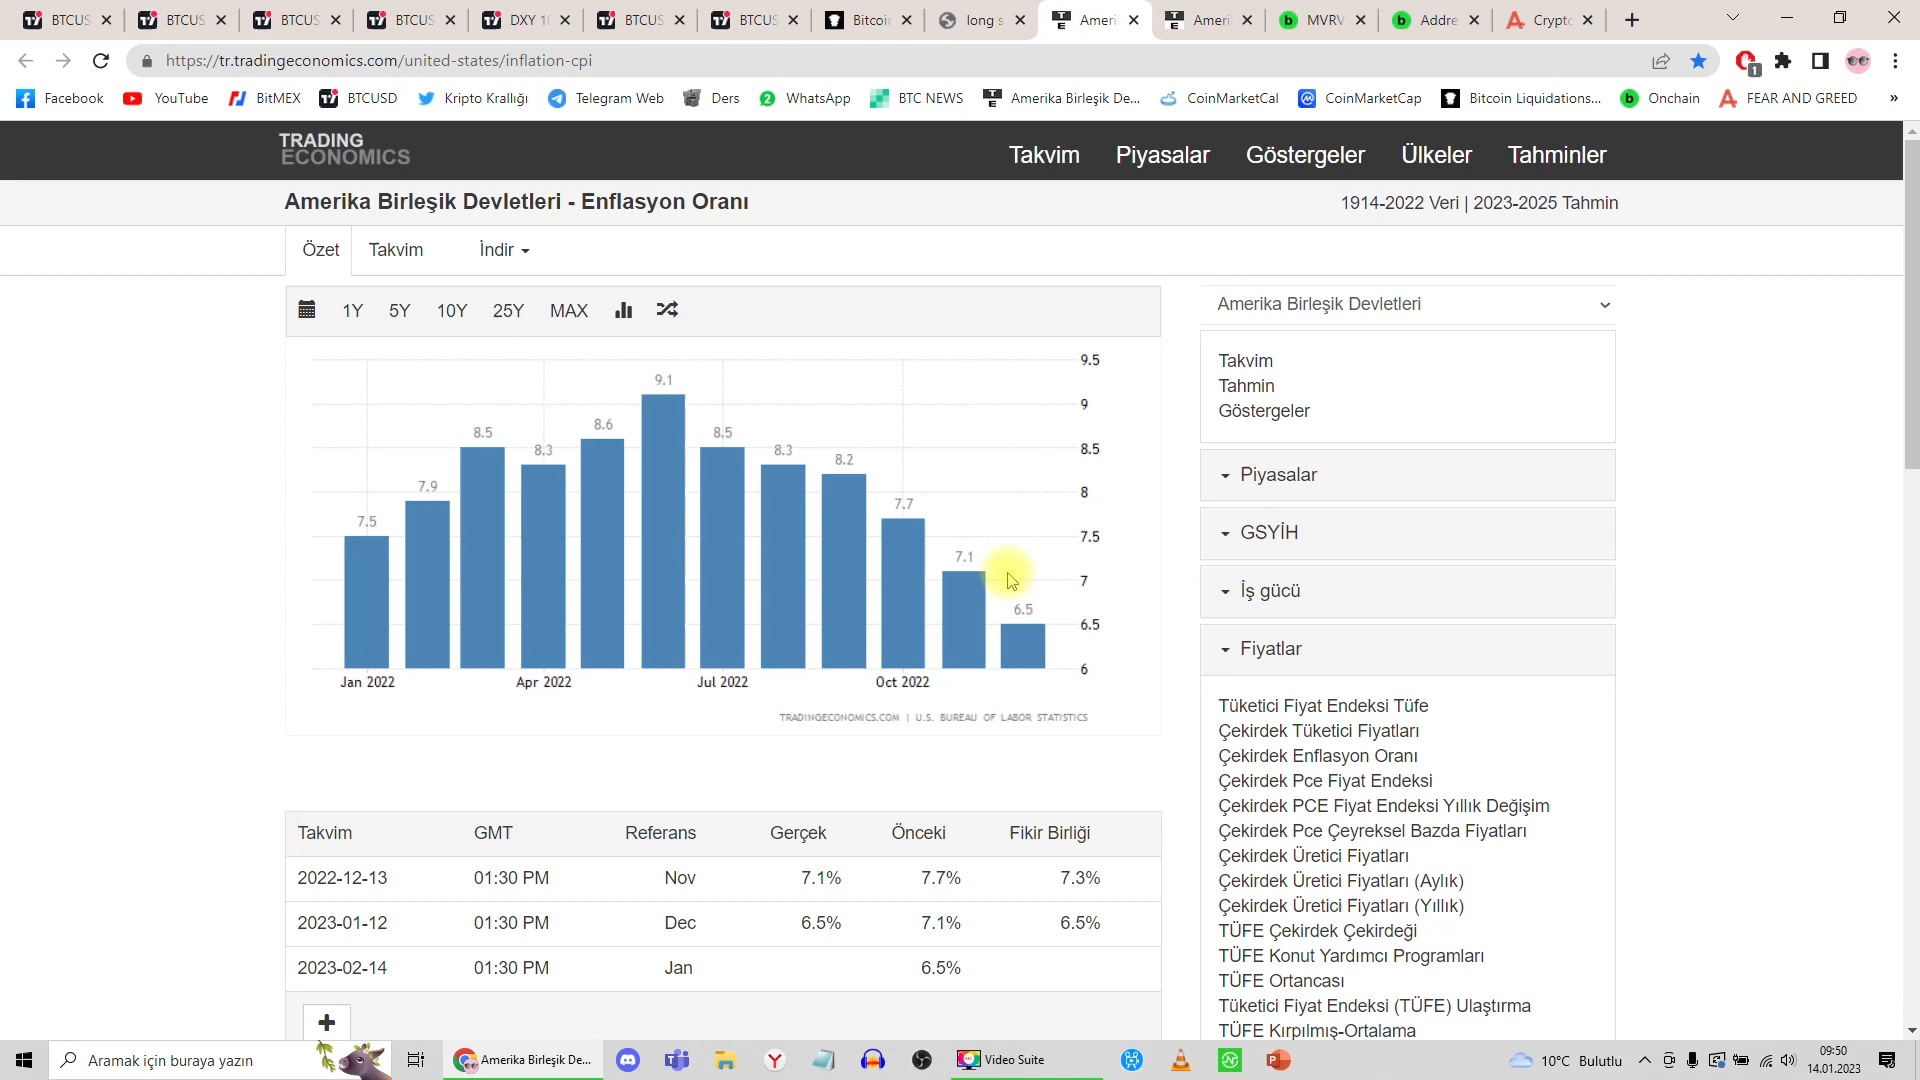 BTCUS
BTCUS
BTCUS
BTCUS
DXY 10
BTCUS
BTCUS
Bitcoin
long s
Ameri
Ameri
MVRV
Addre
Crypto
https://tr.tradingeconomics.com/united-states/inflation-cpi
1
Facebook YouTube BitMEX BTCUSD Kripto Krallığı Telegram Web Ders WhatsApp BTC NEWS Amerika Birleşik De... CoinMarketCal CoinMarketCap Bitcoin Liquidations... Onchain FEAR AND GREED »
TRADING
ECONOMICS
Takvim Piyasalar Göstergeler Ülkeler Tahminler
Amerika Birleşik Devletleri - Enflasyon Oranı
1914-2022 Veri | 2023-2025 Tahmin
Özet Takvim İndir
1Y 5Y 10Y 25Y MAX
9.5
9
8.5
8
7.5
7
6.5
6
7.5
7.9
8.5
8.3
8.6
9.1
8.5
8.3
8.2
7.7
7.1
6.5
Jan 2022 Apr 2022 Jul 2022 Oct 2022
TRADINGECONOMICS.COM | U.S. BUREAU OF LABOR STATISTICS
Takvim GMT Referans Gerçek Önceki Fikir Birliği
2022-12-13 01:30 PM Nov 7.1% 7.7% 7.3%
2023-01-12 01:30 PM Dec 6.5% 7.1% 6.5%
2023-02-14 01:30 PM Jan 6.5%
+
Amerika Birleşik Devletleri
Takvim
Tahmin
Göstergeler
Piyasalar
GSYİH
İş gücü
Fiyatlar
Tüketici Fiyat Endeksi Tüfe
Çekirdek Tüketici Fiyatları
Çekirdek Enflasyon Oranı
Çekirdek Pce Fiyat Endeksi
Çekirdek PCE Fiyat Endeksi Yıllık Değişim
Çekirdek Pce Çeyreksel Bazda Fiyatları
Çekirdek Üretici Fiyatları
Çekirdek Üretici Fiyatları (Aylık)
Çekirdek Üretici Fiyatları (Yıllık)
TÜFE Çekirdek Çekirdeği
TÜFE Konut Yardımcı Programları
TÜFE Ortancası
Tüketici Fiyat Endeksi (TÜFE) Ulaştırma
TÜFE Kırpılmış-Ortalama
Aramak için buraya yazın
Amerika Birleşik De...
Video Suite
10°C Bulutlu
09:50
14.01.2023